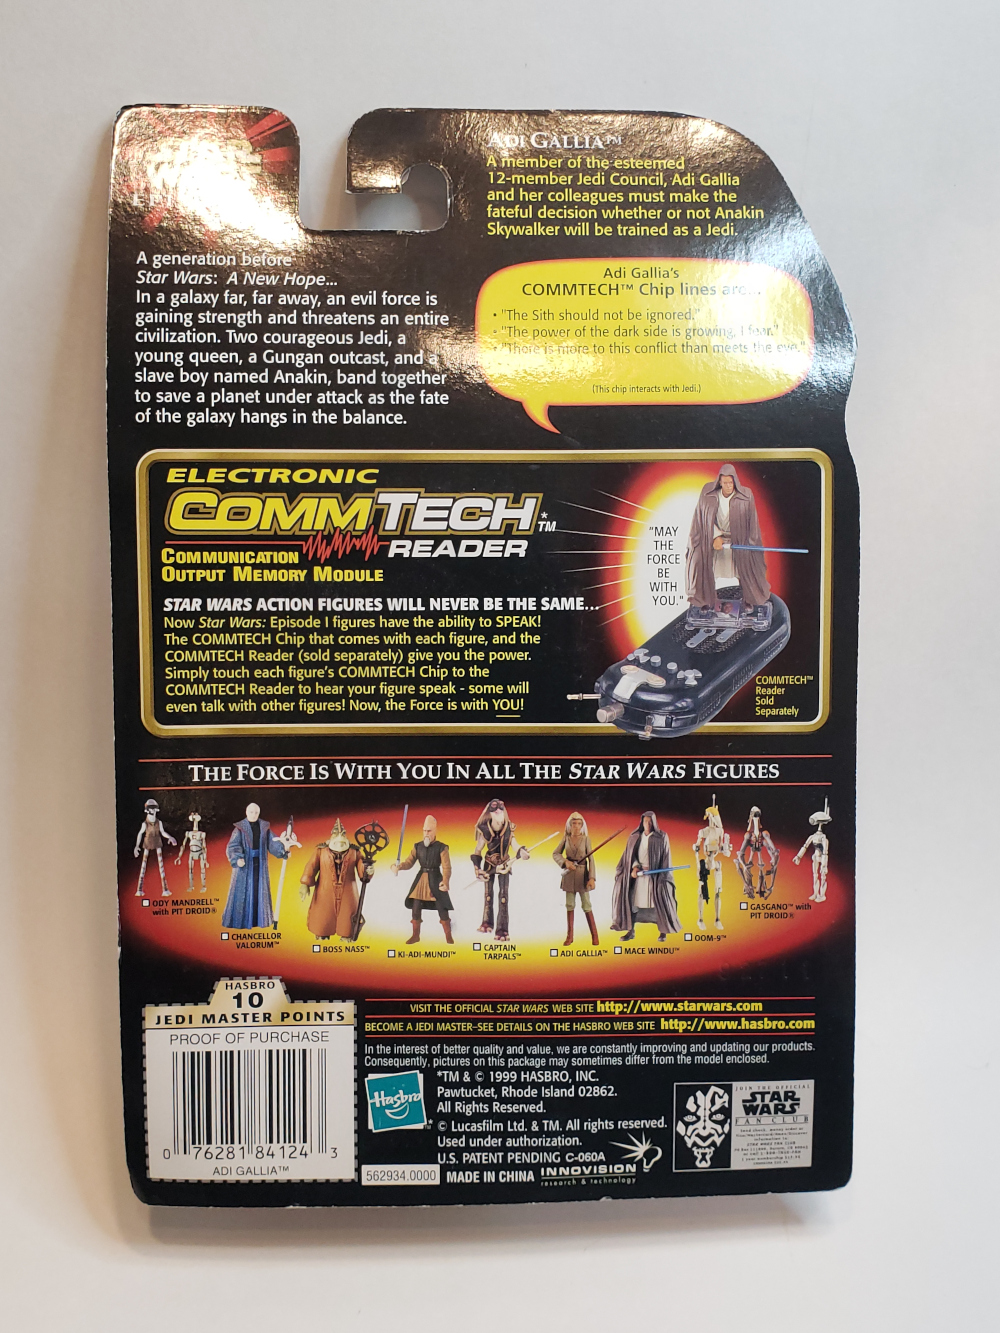 ADI GALLIA™
A member of the esteemed
12-member Jedi Council, Adi Gallia
and her colleagues must make the
fateful decision whether or not Anakin
Skywalker will be trained as a Jedi.
A generation before
Star Wars: A New Hope...
In a galaxy far, far away, an evil force is
gaining strength and threatens an entire
civilization. Two courageous Jedi, a
young queen, a Gungan outcast, and a
slave boy named Anakin, band together
to save a planet under attack as the fate
of the galaxy hangs in the balance.
Adi Gallia's
COMMTECH™ Chip lines are...
• "The Sith should not be ignored."
• "The power of the dark side is growing, I fear."
• "There is more to this conflict than meets the eye."
(This chip interacts with Jedi.)
ELECTRONIC
COMMTECH*™
READER
COMMUNICATION
OUTPUT MEMORY MODULE
STAR WARS ACTION FIGURES WILL NEVER BE THE SAME...
Now Star Wars: Episode I figures have the ability to SPEAK!
The COMMTECH Chip that comes with each figure, and the
COMMTECH Reader (sold separately) give you the power.
Simply touch each figure's COMMTECH Chip to the
COMMTECH Reader to hear your figure speak - some will
even talk with other figures! Now, the Force is with YOU!
"MAY
THE
FORCE
BE
WITH
YOU."
COMMTECH™
Reader
Sold
Separately
THE FORCE IS WITH YOU IN ALL THE STAR WARS FIGURES
ODY MANDRELL™
with PIT DROID®
CHANCELLOR
VALORUM™
BOSS NASS™
KI-ADI-MUNDI™
CAPTAIN
TARPALS™
ADI GALLIA™
MACE WINDU™
OOM-9™
GASGANO™ with
PIT DROID®
HASBRO
10
JEDI MASTER POINTS
PROOF OF PURCHASE
0 76281 84124 3
ADI GALLIA™
VISIT THE OFFICIAL STAR WARS WEB SITE http://www.starwars.com
BECOME A JEDI MASTER–SEE DETAILS ON THE HASBRO WEB SITE http://www.hasbro.com
In the interest of better quality and value, we are constantly improving and updating our products.
Consequently, pictures on this package may sometimes differ from the model enclosed.
Hasbro
*TM & © 1999 HASBRO, INC.
Pawtucket, Rhode Island 02862.
All Rights Reserved.
© Lucasfilm Ltd. & TM. All rights reserved.
Used under authorization.
U.S. PATENT PENDING C-060A
562934.0000 MADE IN CHINA
INNOVISION
research & technology
JOIN THE OFFICIAL
STAR
WARS
FAN CLUB